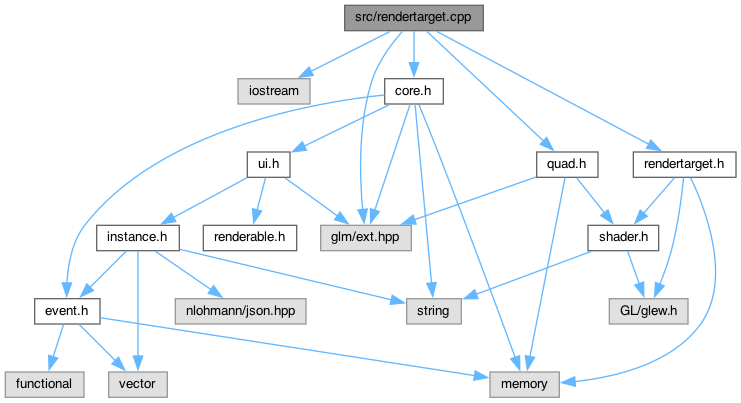 src/rendertarget.cpp
iostream
core.h
ui.h
quad.h
rendertarget.h
instance.h
renderable.h
glm/ext.hpp
shader.h
event.h
nlohmann/json.hpp
string
GL/glew.h
functional
vector
memory